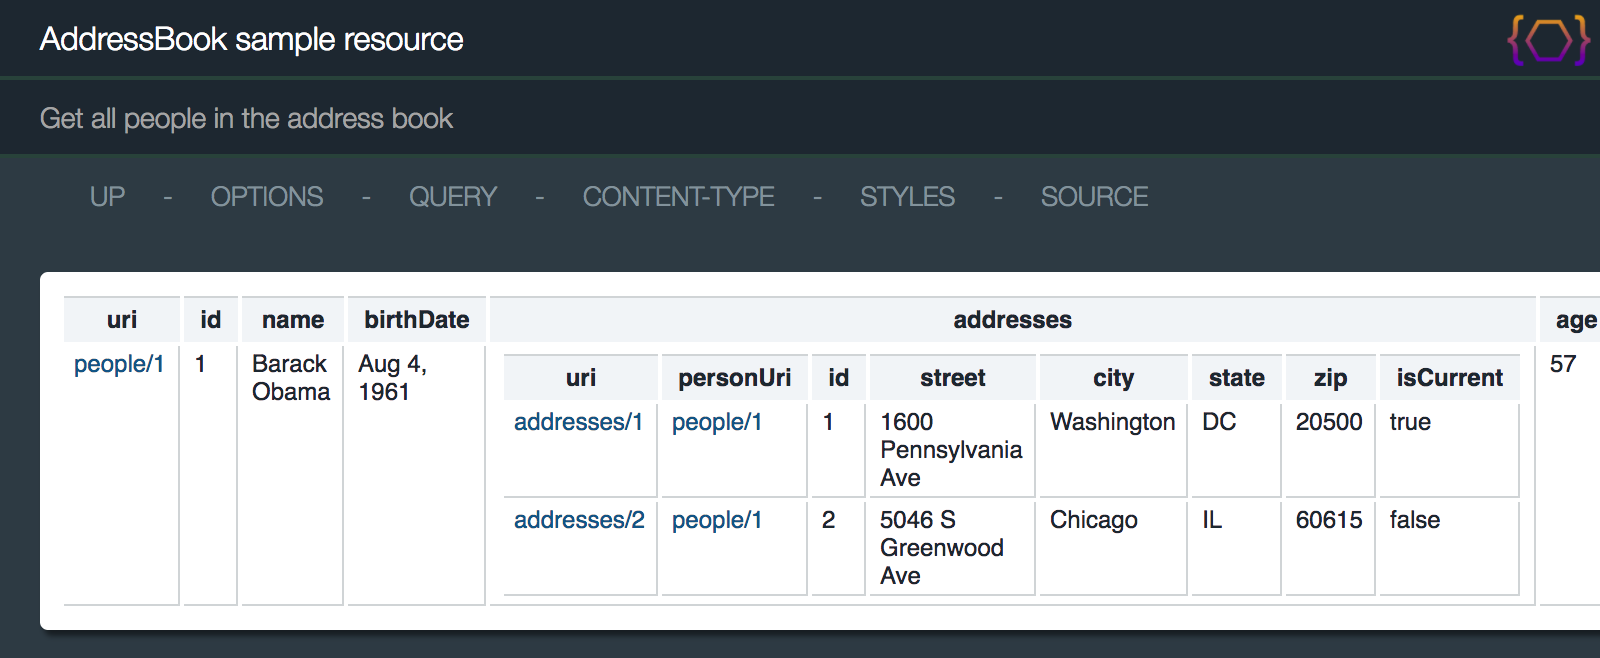 AddressBook sample resource
Get all people in the address book
UP - OPTIONS - QUERY - CONTENT-TYPE - STYLES - SOURCE
uri id name birthDate addresses age
people/1 1 Barack Obama Aug 4, 1961 57
uri personUri id street city state zip isCurrent
addresses/1 people/1 1 1600 Pennsylvania Ave Washington DC 20500 true
addresses/2 people/1 2 5046 S Greenwood Ave Chicago IL 60615 false